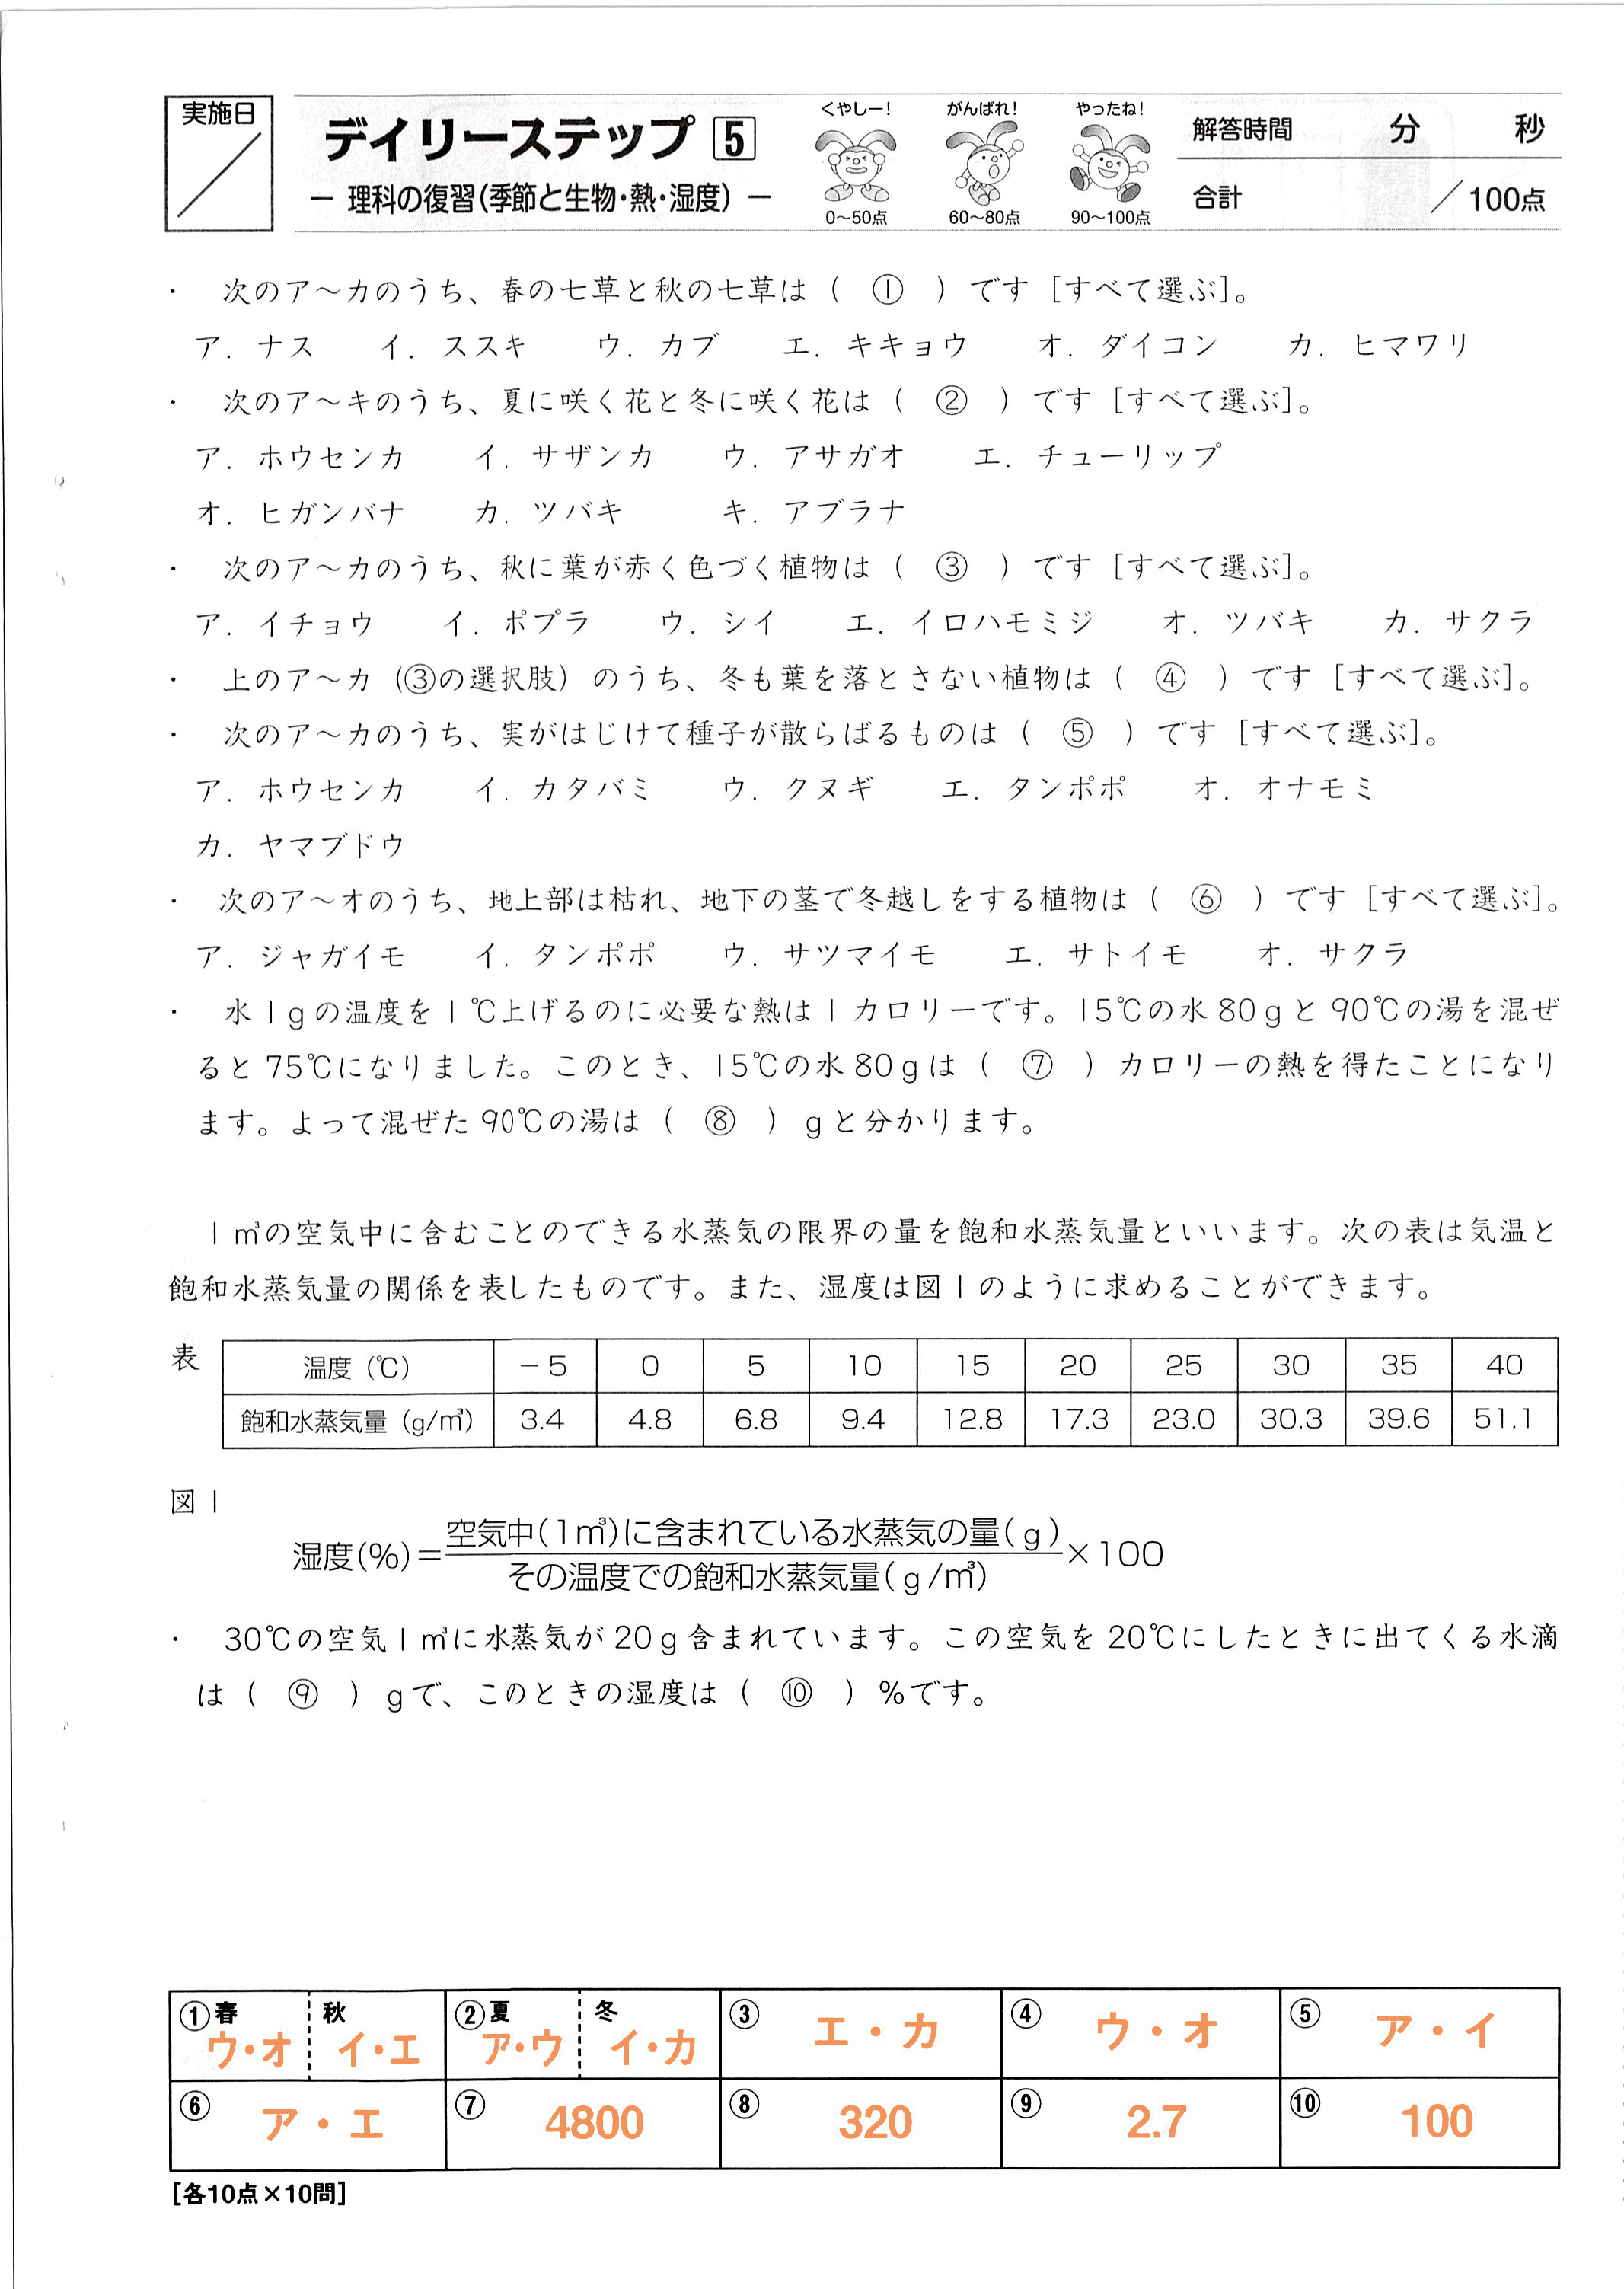 実施日
デイリーステップ 5
― 理科の復習(季節と生物・熱・湿度) ―
くやしー! がんばれ! やったね!
0〜50点 60〜80点 90〜100点
解答時間 分 秒
合計 /100点
・ 次のア〜カのうち、春の七草と秋の七草は( ① )です[すべて選ぶ]。
ア. ナス イ. ススキ ウ. カブ エ. キキョウ オ. ダイコン カ. ヒマワリ
・ 次のア〜キのうち、夏に咲く花と冬に咲く花は( ② )です[すべて選ぶ]。
ア. ホウセンカ イ. サザンカ ウ. アサガオ エ. チューリップ
オ. ヒガンバナ カ. ツバキ キ. アブラナ
・ 次のア〜カのうち、秋に葉が赤く色づく植物は( ③ )です[すべて選ぶ]。
ア. イチョウ イ. ポプラ ウ. シイ エ. イロハモミジ オ. ツバキ カ. サクラ
・ 上のア〜カ(③の選択肢)のうち、冬も葉を落とさない植物は( ④ )です[すべて選ぶ]。
・ 次のア〜カのうち、実がはじけて種子が散らばるものは( ⑤ )です[すべて選ぶ]。
ア. ホウセンカ イ. カタバミ ウ. クヌギ エ. タンポポ オ. オナモミ
カ. ヤマブドウ
・ 次のア〜オのうち、地上部は枯れ、地下の茎で冬越しをする植物は( ⑥ )です[すべて選ぶ]。
ア. ジャガイモ イ. タンポポ ウ. サツマイモ エ. サトイモ オ. サクラ
・ 水1gの温度を1℃上げるのに必要な熱は1カロリーです。15℃の水80gと90℃の湯を混ぜ
ると75℃になりました。このとき、15℃の水80gは( ⑦ )カロリーの熱を得たことになり
ます。よって混ぜた90℃の湯は( ⑧ )gと分かります。
1㎥の空気中に含むことのできる水蒸気の限界の量を飽和水蒸気量といいます。次の表は気温と
飽和水蒸気量の関係を表したものです。また、湿度は図1のように求めることができます。
表
温度(℃) −5 0 5 10 15 20 25 30 35 40
飽和水蒸気量(g/㎥) 3.4 4.8 6.8 9.4 12.8 17.3 23.0 30.3 39.6 51.1
図1
湿度(%)=空気中(1㎥)に含まれている水蒸気の量(g)/その温度での飽和水蒸気量(g/㎥)×100
・ 30℃の空気1㎥に水蒸気が20g含まれています。この空気を20℃にしたときに出てくる水滴
は( ⑨ )gで、このときの湿度は( ⑩ )%です。
①春 ウ・オ 秋 イ・エ ②夏 ア・ウ 冬 イ・カ ③ エ・カ ④ ウ・オ ⑤ ア・イ
⑥ ア・エ ⑦ 4800 ⑧ 320 ⑨ 2.7 ⑩ 100
[各10点×10問]